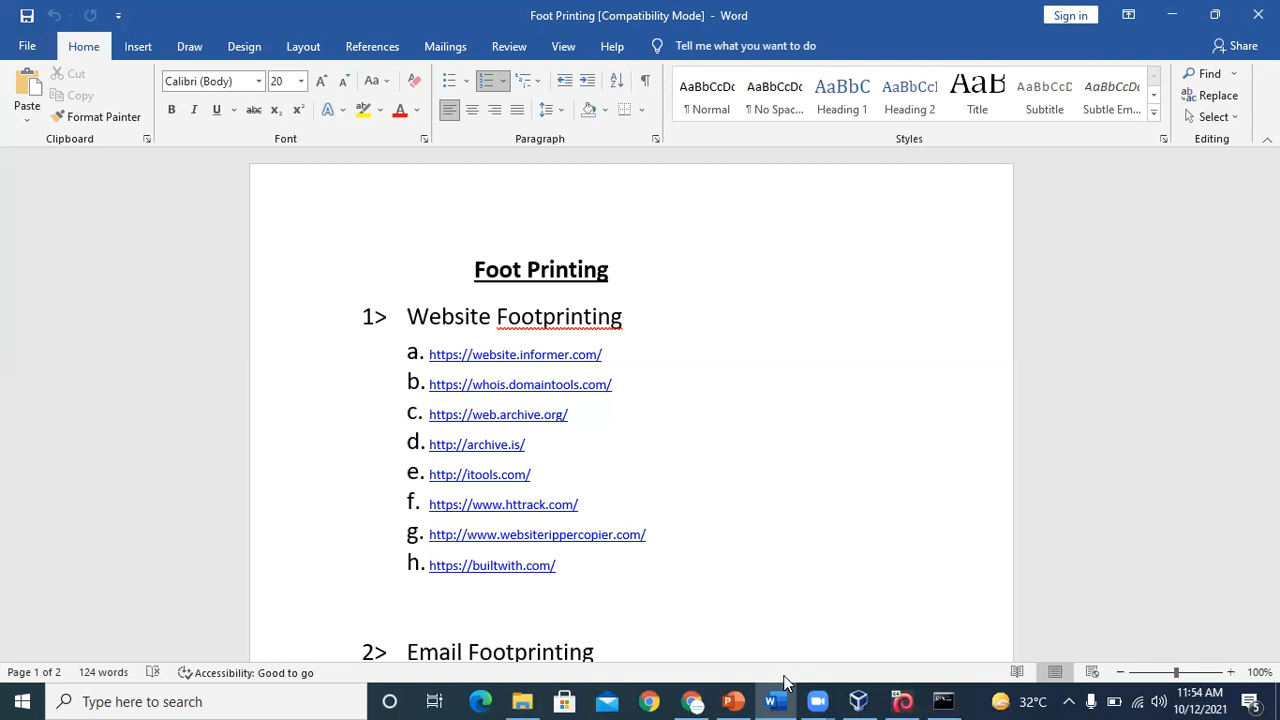 Foot Printing [Compatibility Mode] - Word
Sign in
File Home Insert Draw Design Layout References Mailings Review View Help Tell me what you want to do Share
Paste
Cut
Copy
Format Painter
Clipboard
Calibri (Body) 20
Font
Paragraph
AaBbCcDc AaBbCcDc AaBbC AaBbCcl AaB AaBbCcD AaBbCcDc
¶ Normal ¶ No Spac... Heading 1 Heading 2 Title Subtitle Subtle Em...
Styles
Find
Replace
Select
Editing
Foot Printing
1> Website Footprinting
a. https://website.informer.com/
b. https://whois.domaintools.com/
c. https://web.archive.org/
d. http://archive.is/
e. http://itools.com/
f. https://www.httrack.com/
g. http://www.websiterippercopier.com/
h. https://builtwith.com/
2> Email Footprinting
Page 1 of 2 124 words Accessibility: Good to go 100%
Type here to search
32°C
11:54 AM
10/12/2021
5